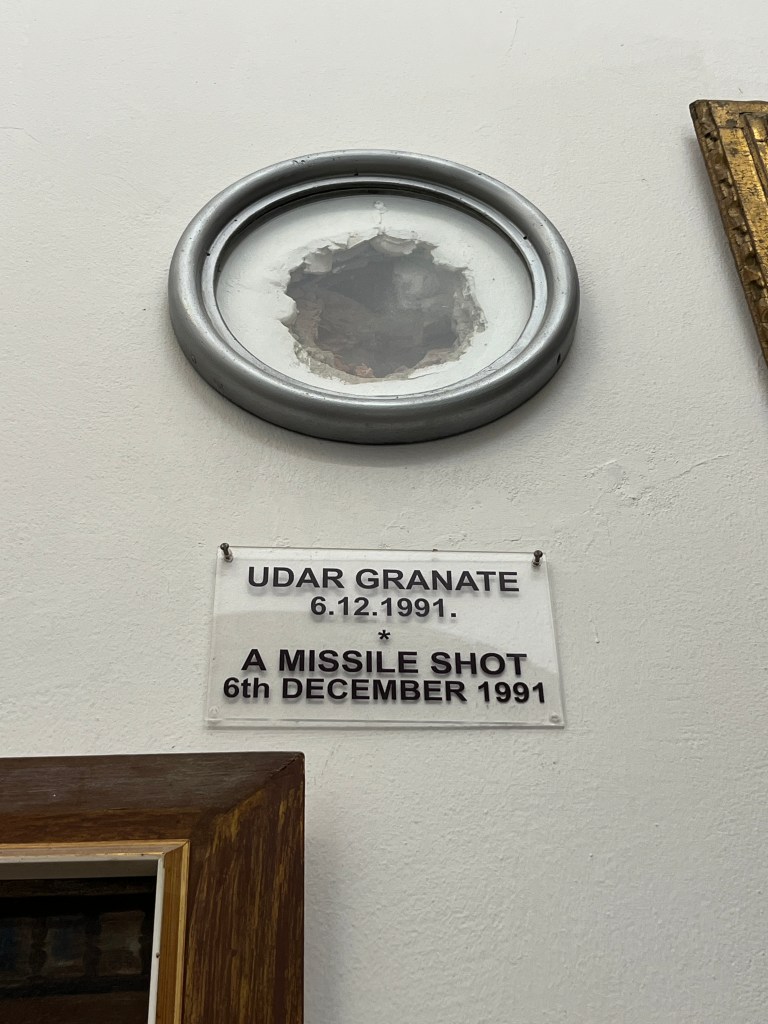 UDAR GRANATE
6.12.1991.
*
A MISSILE SHOT
6th DECEMBER 1991